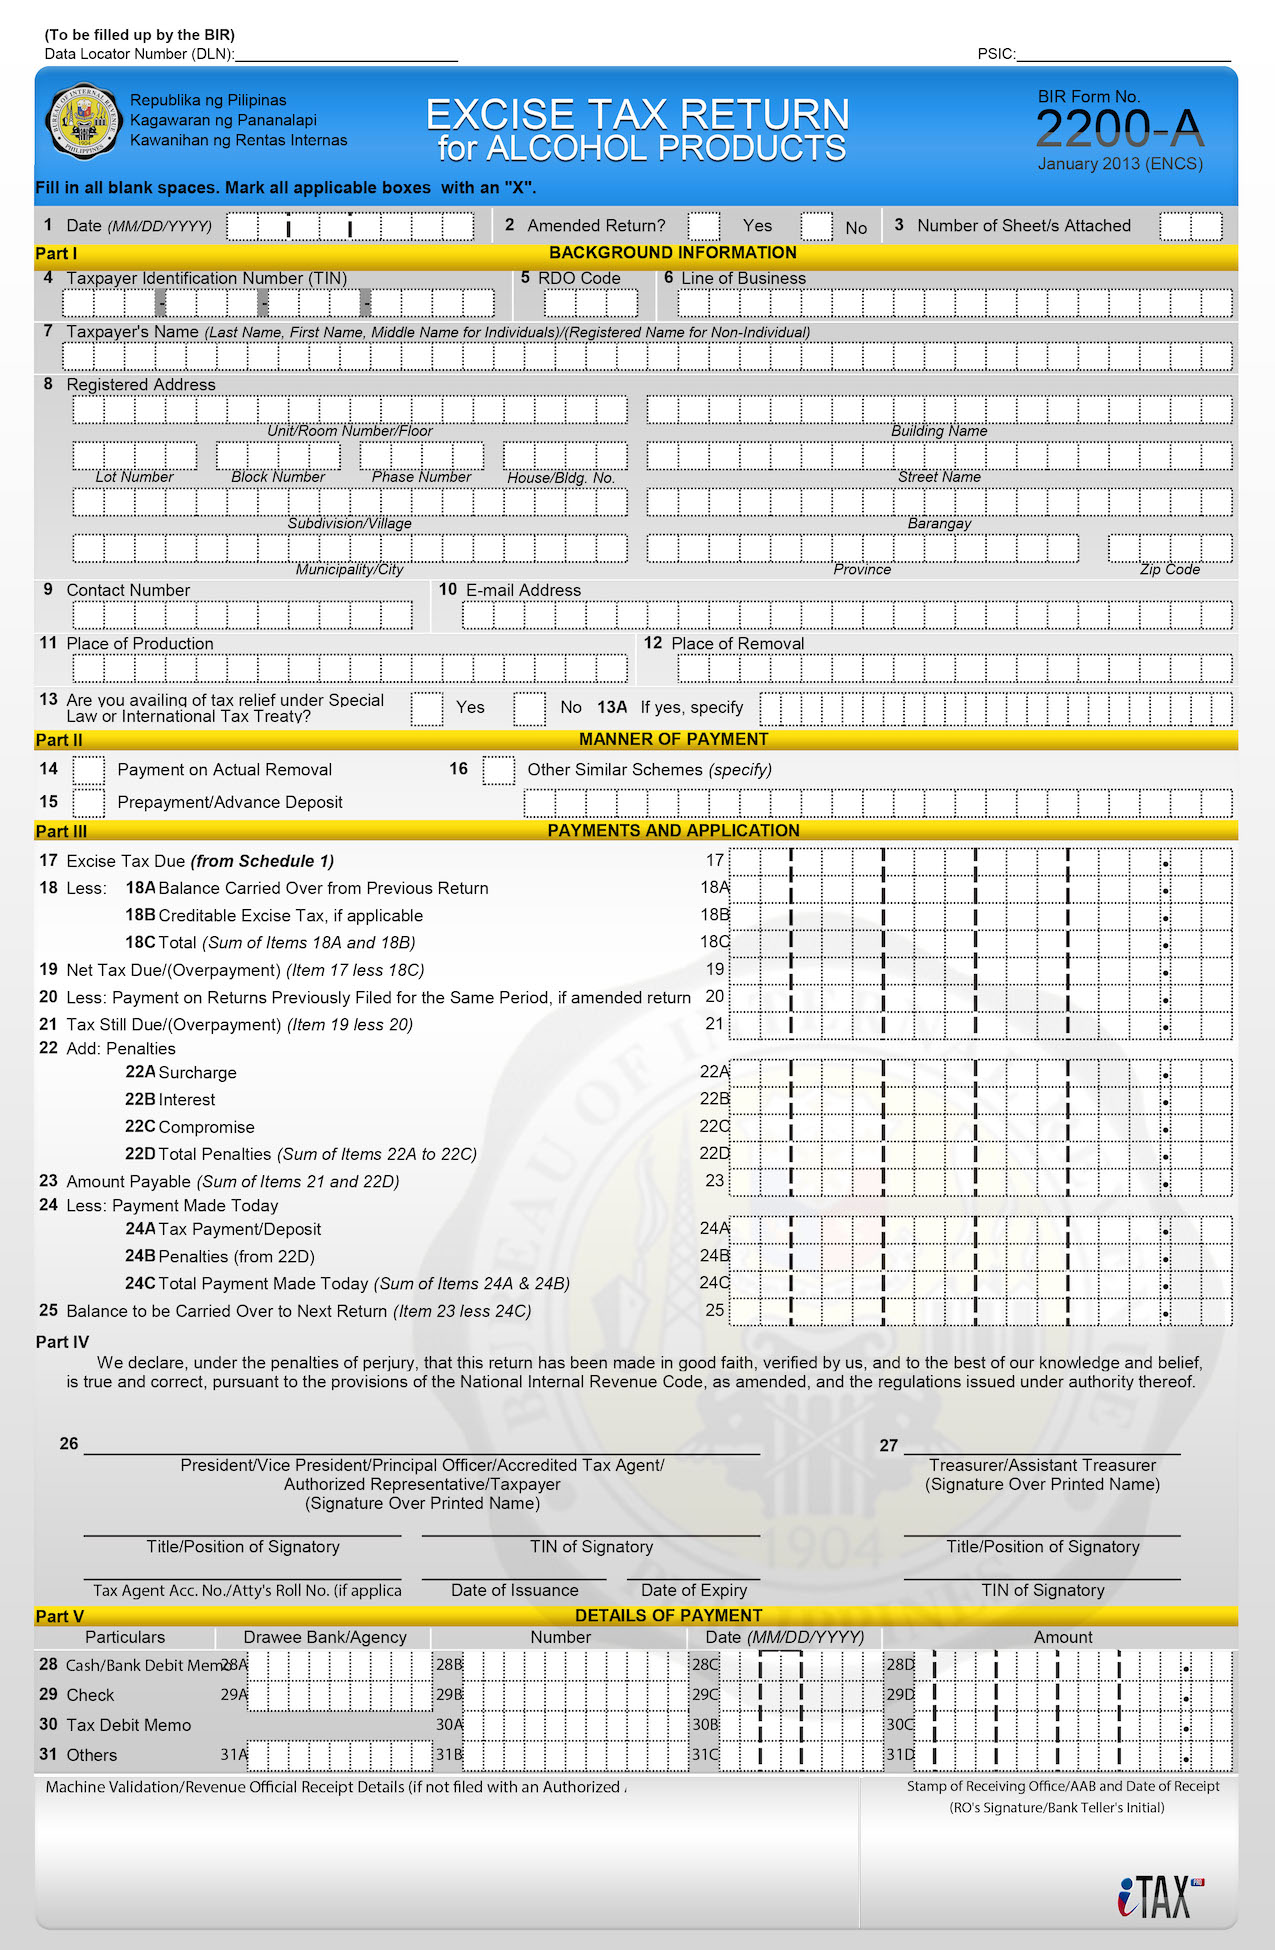 (To be filled up by the BIR)
Data Locator Number (DLN):
PSIC:
BUREAU OF INTERNAL REVENUE
PHILIPPINES
Republika ng Pilipinas
Kagawaran ng Pananalapi
Kawanihan ng Rentas Internas
EXCISE TAX RETURN
for ALCOHOL PRODUCTS
BIR Form No.
2200-A
January 2013 (ENCS)
Fill in all blank spaces. Mark all applicable boxes with an "X".
1 Date (MM/DD/YYYY)
2 Amended Return? Yes No
3 Number of Sheet/s Attached
Part I BACKGROUND INFORMATION
4 Taxpayer Identification Number (TIN)
5 RDO Code
6 Line of Business
- - -
7 Taxpayer's Name (Last Name, First Name, Middle Name for Individuals)/(Registered Name for Non-Individual)
8 Registered Address
Unit/Room Number/Floor Building Name
Lot Number Block Number Phase Number House/Bldg. No. Street Name
Subdivision/Village Barangay
Municipality/City Province Zip Code
9 Contact Number 10 E-mail Address
11 Place of Production 12 Place of Removal
13 Are you availing of tax relief under Special
Law or International Tax Treaty?
Yes No 13A If yes, specify
Part II MANNER OF PAYMENT
14 Payment on Actual Removal 16 Other Similar Schemes (specify)
15 Prepayment/Advance Deposit
Part III PAYMENTS AND APPLICATION
17 Excise Tax Due (from Schedule 1) 17
18 Less: 18A Balance Carried Over from Previous Return 18A
18B Creditable Excise Tax, if applicable 18B
18C Total (Sum of Items 18A and 18B) 18C
19 Net Tax Due/(Overpayment) (Item 17 less 18C) 19
20 Less: Payment on Returns Previously Filed for the Same Period, if amended return 20
21 Tax Still Due/(Overpayment) (Item 19 less 20) 21
22 Add: Penalties
22A Surcharge 22A
22B Interest 22B
22C Compromise 22C
22D Total Penalties (Sum of Items 22A to 22C) 22D
23 Amount Payable (Sum of Items 21 and 22D) 23
24 Less: Payment Made Today
24A Tax Payment/Deposit 24A
24B Penalties (from 22D) 24B
24C Total Payment Made Today (Sum of Items 24A & 24B) 24C
25 Balance to be Carried Over to Next Return (Item 23 less 24C) 25
BUREAU OF INTERNAL REVENUE
1904
PHILIPPINES
Part IV
We declare, under the penalties of perjury, that this return has been made in good faith, verified by us, and to the best of our knowledge and belief,
is true and correct, pursuant to the provisions of the National Internal Revenue Code, as amended, and the regulations issued under authority thereof.
26 27
President/Vice President/Principal Officer/Accredited Tax Agent/ Treasurer/Assistant Treasurer
Authorized Representative/Taxpayer (Signature Over Printed Name)
(Signature Over Printed Name)
Title/Position of Signatory TIN of Signatory Title/Position of Signatory
Tax Agent Acc. No./Atty's Roll No. (if applica Date of Issuance Date of Expiry TIN of Signatory
Part V DETAILS OF PAYMENT
Particulars Drawee Bank/Agency Number Date (MM/DD/YYYY) Amount
28 Cash/Bank Debit Memo 28A 28B 28C 28D
29 Check 29A 29B 29C 29D
30 Tax Debit Memo 30A 30B 30C
31 Others 31A 31B 31C 31D
Machine Validation/Revenue Official Receipt Details (if not filed with an Authorized
Stamp of Receiving Office/AAB and Date of Receipt
(RO's Signature/Bank Teller's Initial)
iTAX